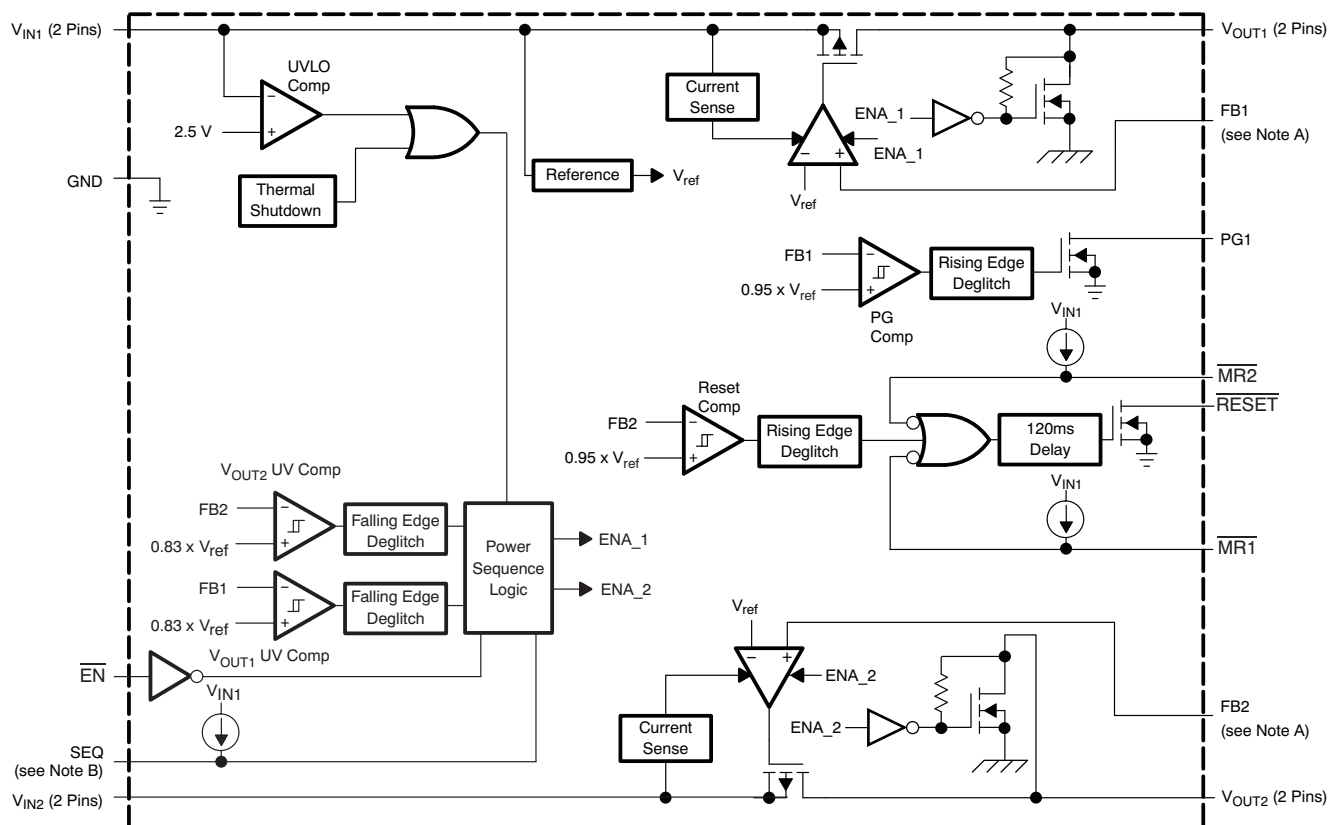 V_IN1 (2 Pins)
V_OUT1 (2 Pins)
UVLO
Comp
−
+
2.5 V
Current
Sense
ENA_1
FB1
(see Note A)
ENA_1
−
+
V_ref
GND
Thermal
Shutdown
Reference
V_ref
PG1
FB1
−
0.95 x V_ref
+
Rising Edge
Deglitch
PG
Comp
V_IN1
M̅R̅2̅
R̅E̅S̅E̅T̅
Reset
Comp
FB2
−
0.95 x V_ref
+
Rising Edge
Deglitch
120ms
Delay
V_IN1
M̅R̅1̅
V_OUT2 UV Comp
FB2
−
0.83 x V_ref
+
Falling Edge
Deglitch
FB1
−
0.83 x V_ref
+
Falling Edge
Deglitch
V_OUT1 UV Comp
Power
Sequence
Logic
ENA_1
ENA_2
E̅N̅
V_IN1
SEQ
(see Note B)
V_ref
−
+
ENA_2
ENA_2
Current
Sense
FB2
(see Note A)
V_IN2 (2 Pins)
V_OUT2 (2 Pins)